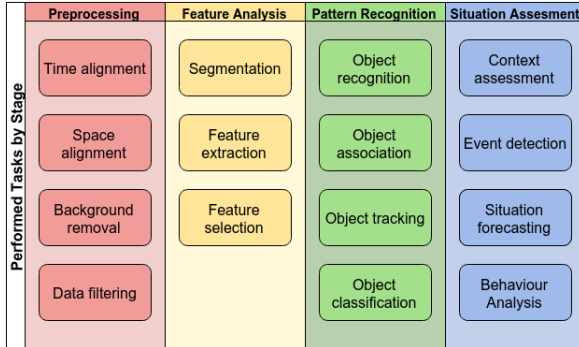 Performed Tasks by Stage
Preprocessing
Time alignment
Space
alignment
Background
removal
Data filtering
Feature Analysis
Segmentation
Feature
extraction
Feature
selection
Pattern Recognition
Object
recognition
Object
association
Object tracking
Object
classification
Situation Assesment
Context
assessment
Event detection
Situation
forecasting
Behaviour
Analysis